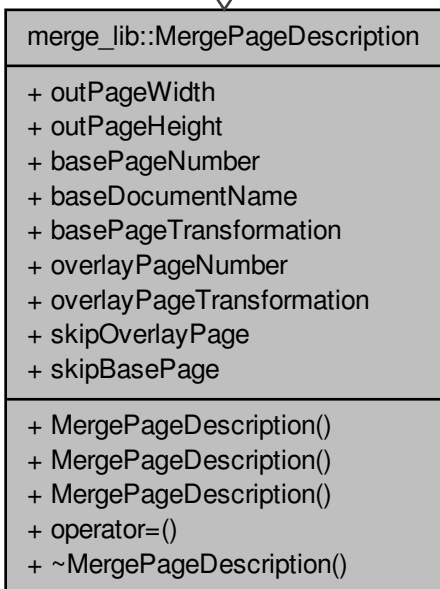 merge_lib::MergePageDescription
+ outPageWidth
+ outPageHeight
+ basePageNumber
+ baseDocumentName
+ basePageTransformation
+ overlayPageNumber
+ overlayPageTransformation
+ skipOverlayPage
+ skipBasePage
+ MergePageDescription()
+ MergePageDescription()
+ MergePageDescription()
+ operator=()
+ ~MergePageDescription()